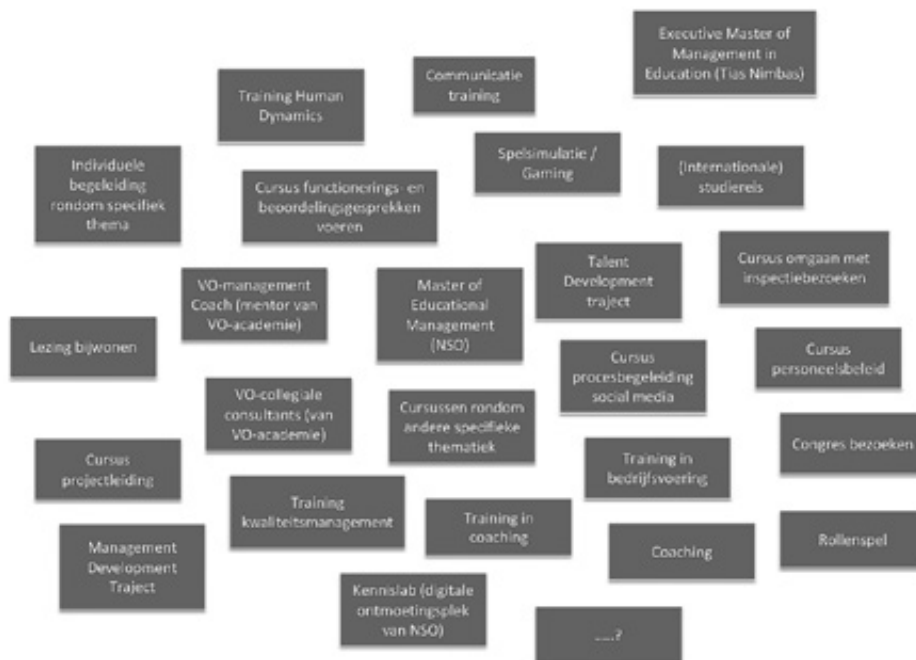 Executive Master of
Management in
Education (Tias Nimbas)
Communicatie
training
Training Human
Dynamics
Spelsimulatie /
Gaming
(internationale)
studiereis
Individuele
begeleiding
rondom specifiek
thema
Cursus functionerings- en
beoordelingsgesprekken
voeren
Talent
Development
traject
Cursus omgaan met
inspectiebezoeken
VO-management
Coach (mentor van
VO-academie)
Master of
Educational
Management
(NSO)
Lezing bijwonen
Cursus
procesbegeleiding
social media
Cursus
personeelsbeleid
VO-collegiale
consultants (van
VO-academie)
Cursussen rondom
andere specifieke
thematiek
Congres bezoeken
Cursus
projectleiding
Training in
bedrijfsvoering
Training
kwaliteitsmanagement
Training in
coaching
Coaching
Rollenspel
Management
Development
Traject
Kennislab (digitale
ontmoetingsplek
van NSO)
......?